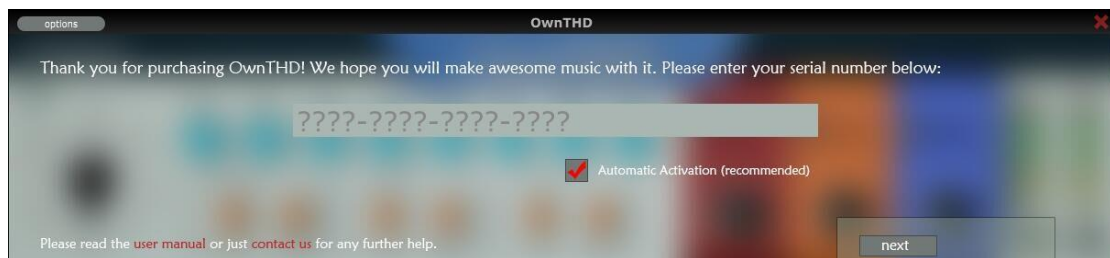 options
OwnTHD
Thank you for purchasing OwnTHD! We hope you will make awesome music with it. Please enter your serial number below:
????-????-????-????
Automatic Activation (recommended)
Please read the user manual or just contact us for any further help.
next